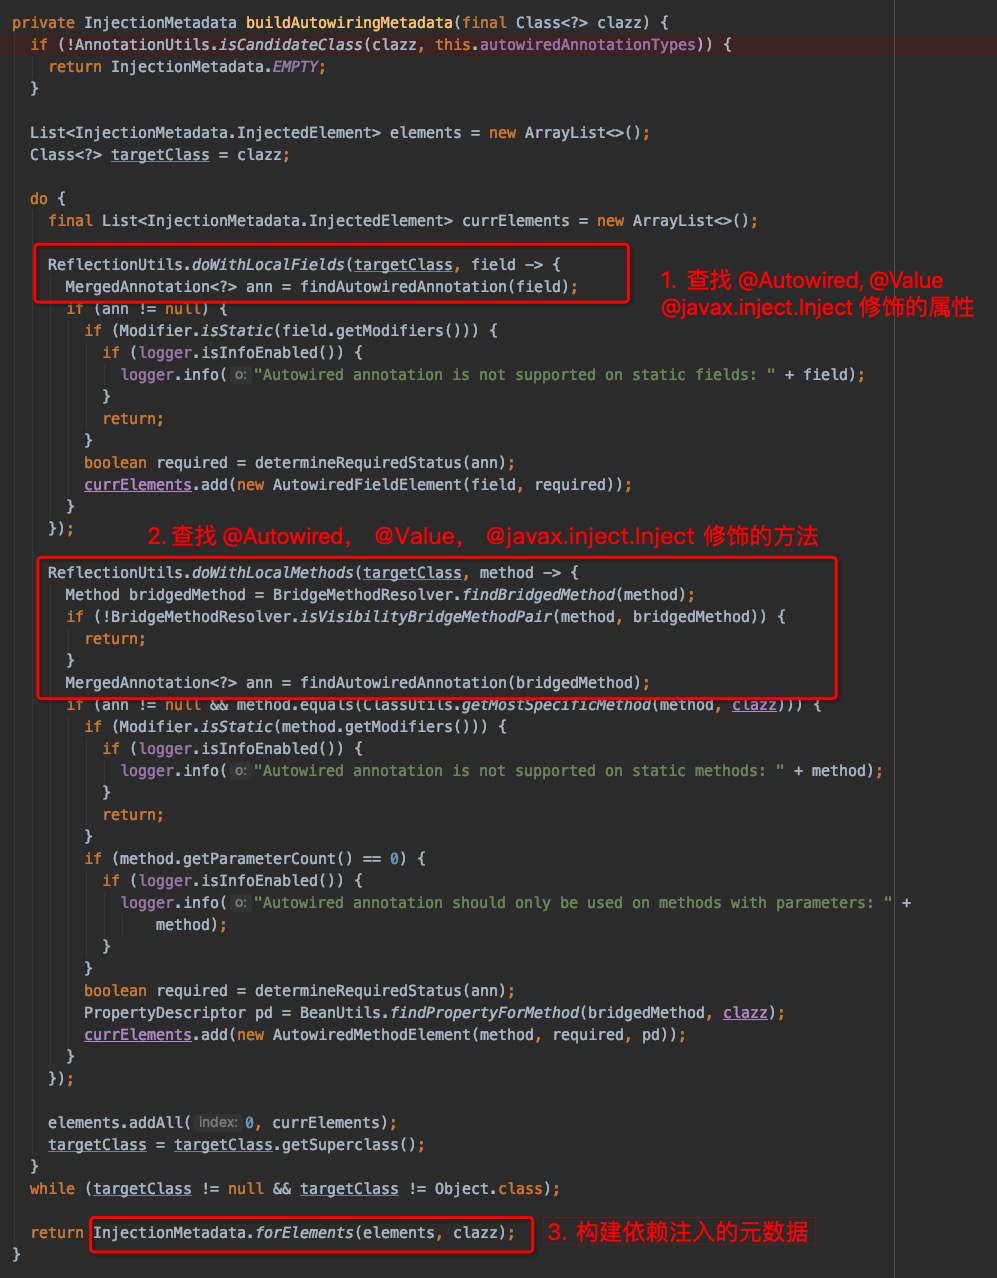 private InjectionMetadata buildAutowiringMetadata(final Class<?> clazz) {
if (!AnnotationUtils.isCandidateClass(clazz, this.autowiredAnnotationTypes)) {
return InjectionMetadata.EMPTY;
}
List<InjectionMetadata.InjectedElement> elements = new ArrayList<>();
Class<?> targetClass = clazz;
do {
final List<InjectionMetadata.InjectedElement> currElements = new ArrayList<>();
ReflectionUtils.doWithLocalFields(targetClass, field -> {
MergedAnnotation<?> ann = findAutowiredAnnotation(field);
1. 查找 @Autowired, @Value
@javax.inject.Inject 修饰的属性
if (ann != null) {
if (Modifier.isStatic(field.getModifiers())) {
if (logger.isInfoEnabled()) {
logger.info( o: "Autowired annotation is not supported on static fields: " + field);
}
return;
}
boolean required = determineRequiredStatus(ann);
currElements.add(new AutowiredFieldElement(field, required));
}
});
2. 查找 @Autowired， @Value， @javax.inject.Inject 修饰的方法
ReflectionUtils.doWithLocalMethods(targetClass, method -> {
Method bridgedMethod = BridgeMethodResolver.findBridgedMethod(method);
if (!BridgeMethodResolver.isVisibilityBridgeMethodPair(method, bridgedMethod)) {
return;
}
MergedAnnotation<?> ann = findAutowiredAnnotation(bridgedMethod);
if (ann != null && method.equals(ClassUtils.getMostSpecificMethod(method, clazz))) {
if (Modifier.isStatic(method.getModifiers())) {
if (logger.isInfoEnabled()) {
logger.info( o: "Autowired annotation is not supported on static methods: " + method);
}
return;
}
if (method.getParameterCount() == 0) {
if (logger.isInfoEnabled()) {
logger.info( o: "Autowired annotation should only be used on methods with parameters: " +
method);
}
}
boolean required = determineRequiredStatus(ann);
PropertyDescriptor pd = BeanUtils.findPropertyForMethod(bridgedMethod, clazz);
currElements.add(new AutowiredMethodElement(method, required, pd));
}
});
elements.addAll( index: 0, currElements);
targetClass = targetClass.getSuperclass();
}
while (targetClass != null && targetClass != Object.class);
return InjectionMetadata.forElements(elements, clazz);
3. 构建依赖注入的元数据
}